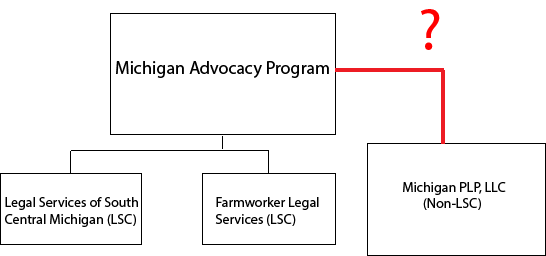 ?
Michigan Advocacy Program
Legal Services of South
Central Michigan (LSC)
Farmworker Legal
Services (LSC)
Michigan PLP, LLC
(Non-LSC)